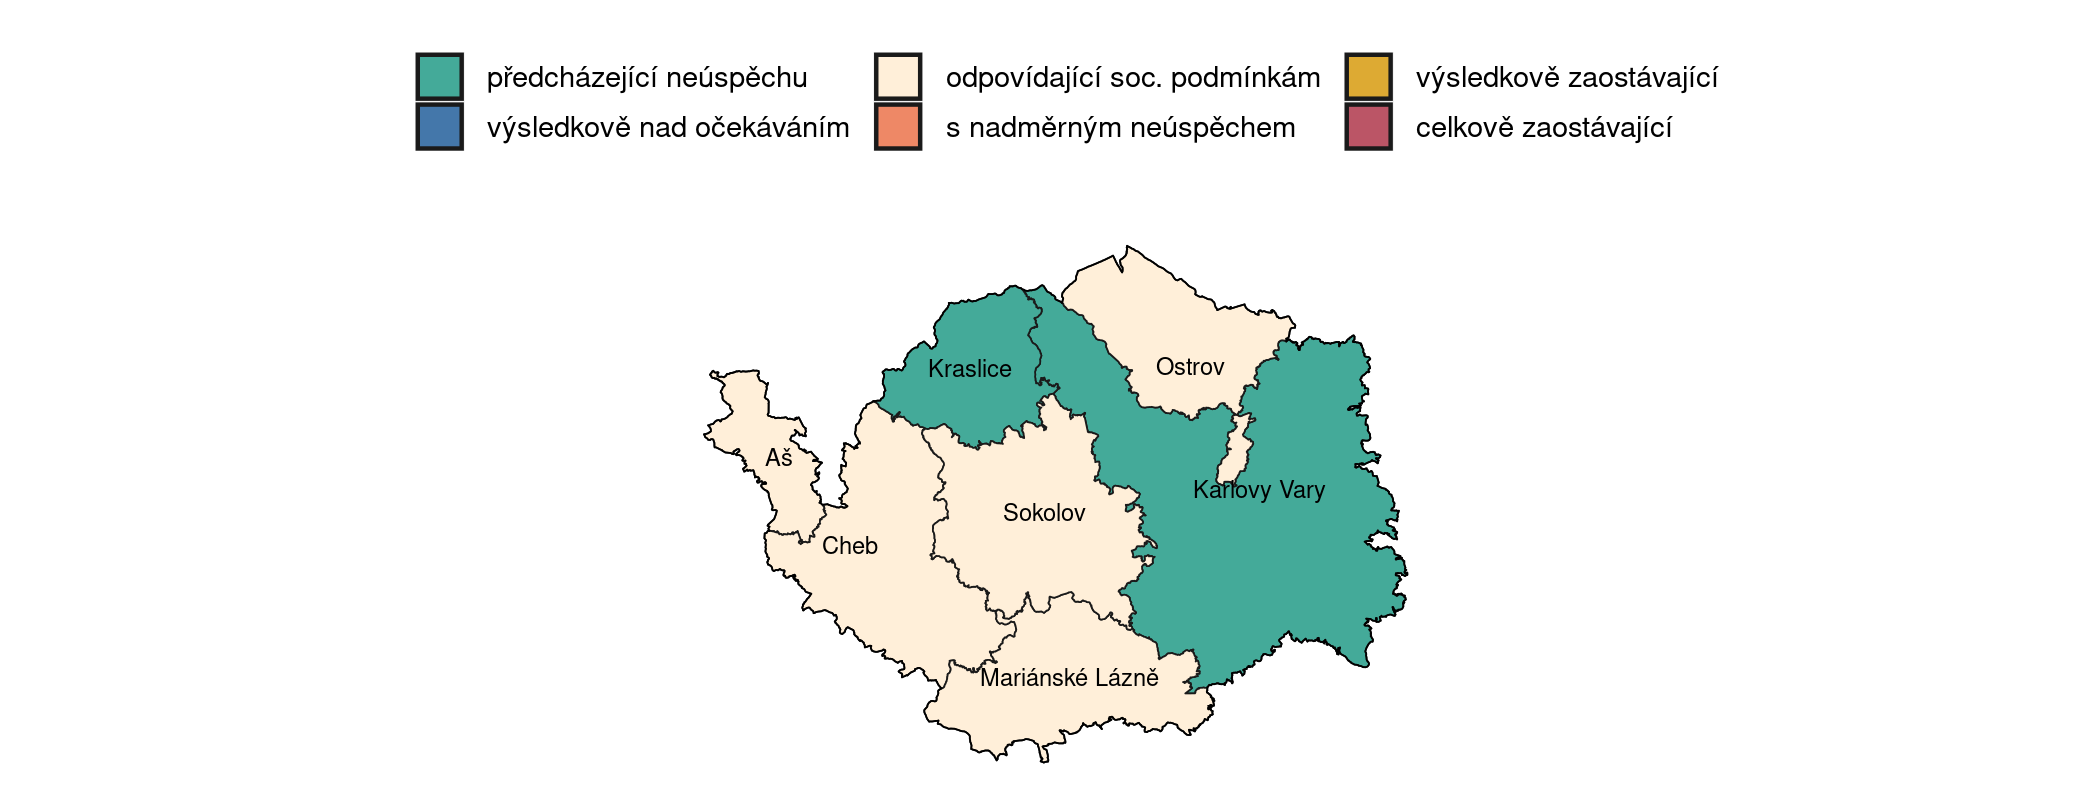 předcházející neúspěchu
odpovídající soc. podmínkám
výsledkově zaostávající
výsledkově nad očekáváním
s nadměrným neúspěchem
celkově zaostávající
Ostrov
Kraslice
Aš
Karlovy Vary
Sokolov
Cheb
Mariánské Lázně